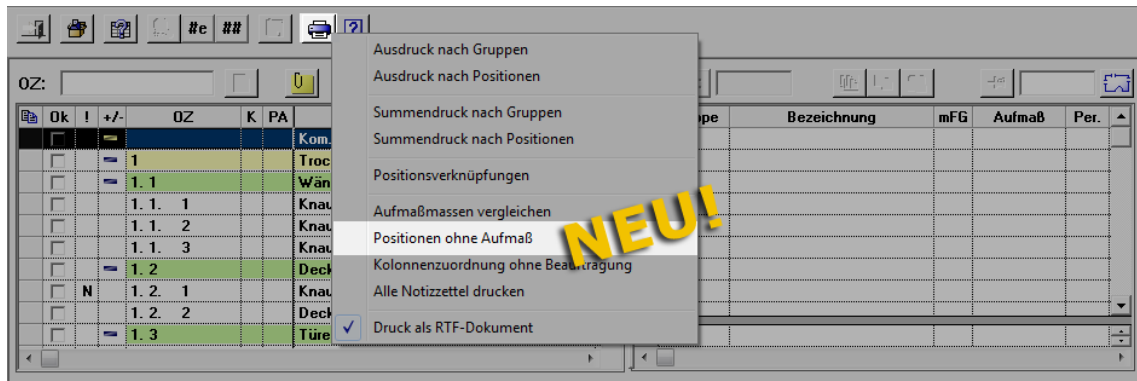 #e ## ?
Ausdruck nach Gruppen
Ausdruck nach Positionen
Summendruck nach Gruppen
Summendruck nach Positionen
Positionsverknüpfungen
Aufmaßmassen vergleichen
Positionen ohne Aufmaß
NEU!
Kolonnenzuordnung ohne Beauftragung
Alle Notizzettel drucken
Druck als RTF-Dokument
OZ:
Ok ! +/- OZ K PA
Kom.
1 Troc
1. 1 Wän
1. 1. 1 Knau
1. 1. 2 Knau
1. 1. 3 Knau
1. 2 Deck
N 1. 2. 1 Knau
1. 2. 2 Deck
1. 3 Türe
ppe Bezeichnung mFG Aufmaß Per.